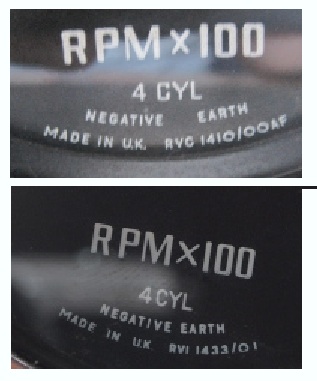 RPM×100
4 CYL
NEGATIVE EARTH
MADE IN U.K. RVC 1410/00AF
RPM×100
4CYL
NEGATIVE EARTH
MADE IN U.K. RVI 1433/01